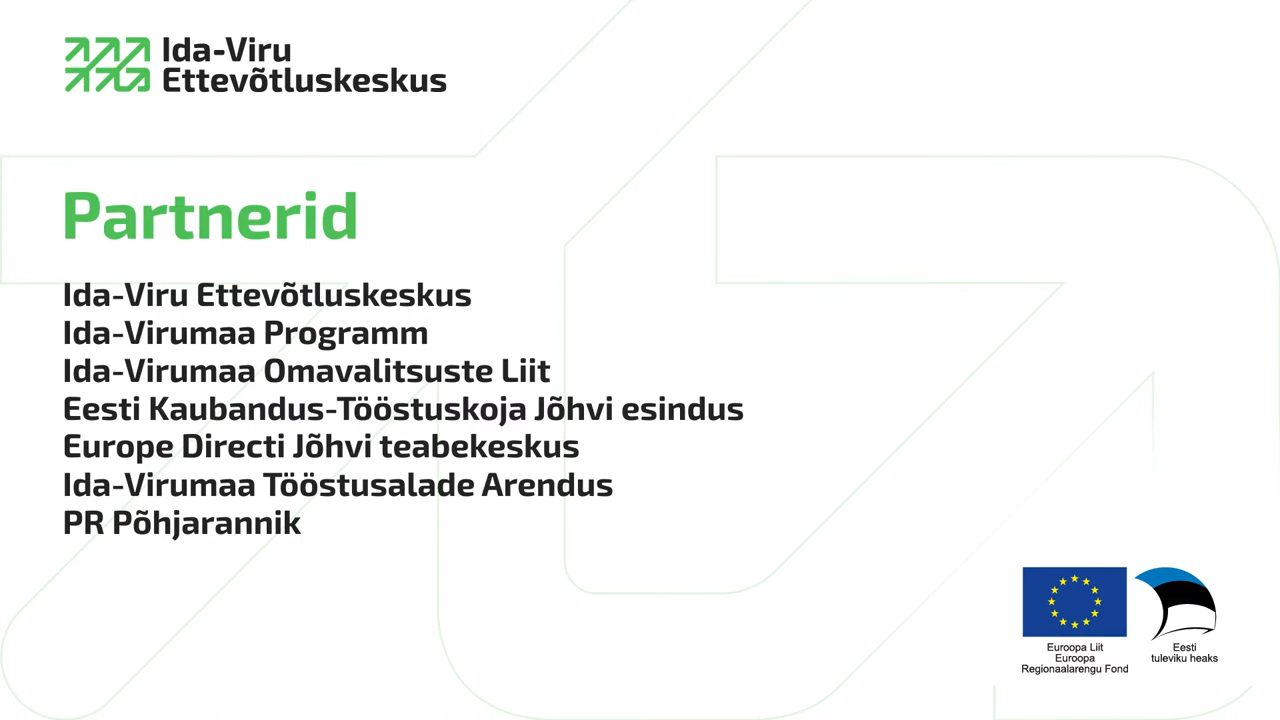 Ida-Viru
Ettevõtluskeskus
Partnerid
Ida-Viru Ettevõtluskeskus
Ida-Virumaa Programm
Ida-Virumaa Omavalitsuste Liit
Eesti Kaubandus-Tööstuskoja Jõhvi esindus
Europe Directi Jõhvi teabekeskus
Ida-Virumaa Tööstusalade Arendus
PR Põhjarannik
Euroopa Liit
Euroopa
Regionaalarengu Fond
Eesti
tuleviku heaks